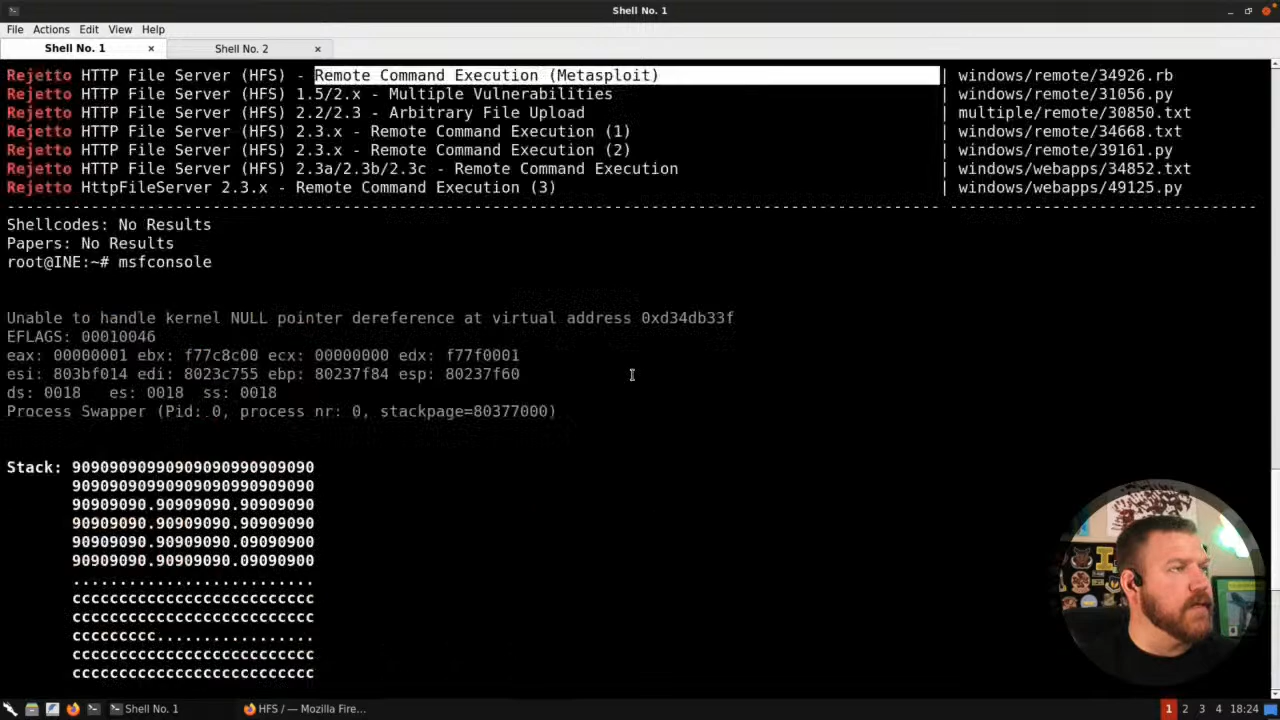 Shell No. 1
File Actions Edit View Help
Shell No. 1 × Shell No. 2 ×
Rejetto HTTP File Server (HFS) - Remote Command Execution (Metasploit) | windows/remote/34926.rb
Rejetto HTTP File Server (HFS) 1.5/2.x - Multiple Vulnerabilities | windows/remote/31056.py
Rejetto HTTP File Server (HFS) 2.2/2.3 - Arbitrary File Upload | multiple/remote/30850.txt
Rejetto HTTP File Server (HFS) 2.3.x - Remote Command Execution (1) | windows/remote/34668.txt
Rejetto HTTP File Server (HFS) 2.3.x - Remote Command Execution (2) | windows/remote/39161.py
Rejetto HTTP File Server (HFS) 2.3a/2.3b/2.3c - Remote Command Execution | windows/webapps/34852.txt
Rejetto HttpFileServer 2.3.x - Remote Command Execution (3) | windows/webapps/49125.py
Shellcodes: No Results
Papers: No Results
root@INE:~# msfconsole
Unable to handle kernel NULL pointer dereference at virtual address 0xd34db33f
EFLAGS: 00010046
eax: 00000001 ebx: f77c8c00 ecx: 00000000 edx: f77f0001
esi: 803bf014 edi: 8023c755 ebp: 80237f84 esp: 80237f60
ds: 0018 es: 0018 ss: 0018
Process Swapper (Pid: 0, process nr: 0, stackpage=80377000)
Stack: 90909090990909090990909090
90909090990909090990909090
90909090.90909090.90909090
90909090.90909090.90909090
90909090.90909090.09090900
90909090.90909090.09090900
..........................
cccccccccccccccccccccccccc
cccccccccccccccccccccccccc
ccccccccc.................
cccccccccccccccccccccccccc
cccccccccccccccccccccccccc
Shell No. 1 HFS / — Mozilla Fire... 1 2 3 4 18:24